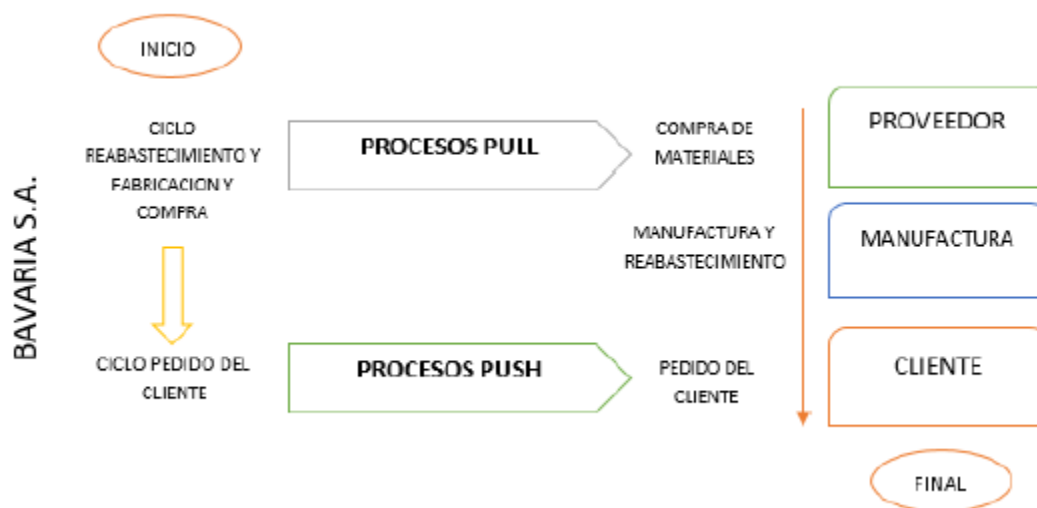 INICIO
BAVARIA S.A.
CICLO
REABASTECIMIENTO Y
FABRICACION Y
COMPRA
PROCESOS PULL
COMPRA DE
MATERIALES
PROVEEDOR
MANUFACTURA Y
REABASTECIMIENTO
MANUFACTURA
CICLO PEDIDO DEL
CLIENTE
PROCESOS PUSH
PEDIDO DEL
CLIENTE
CLIENTE
FINAL